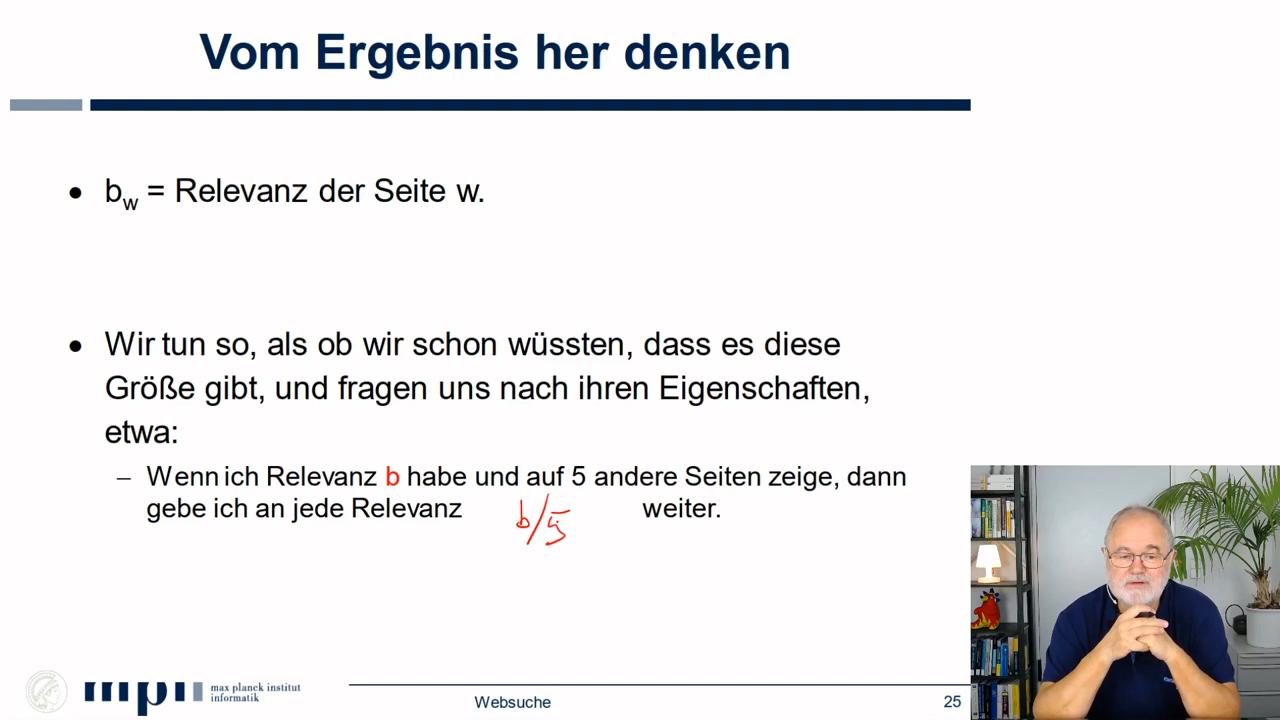 Vom Ergebnis her denken
• bw = Relevanz der Seite w.
• Wir tun so, als ob wir schon wüssten, dass es diese
Größe gibt, und fragen uns nach ihren Eigenschaften,
etwa:
– Wenn ich Relevanz b habe und auf 5 andere Seiten zeige, dann
gebe ich an jede Relevanz b/5 weiter.
mpii max planck institut
informatik
Websuche
25